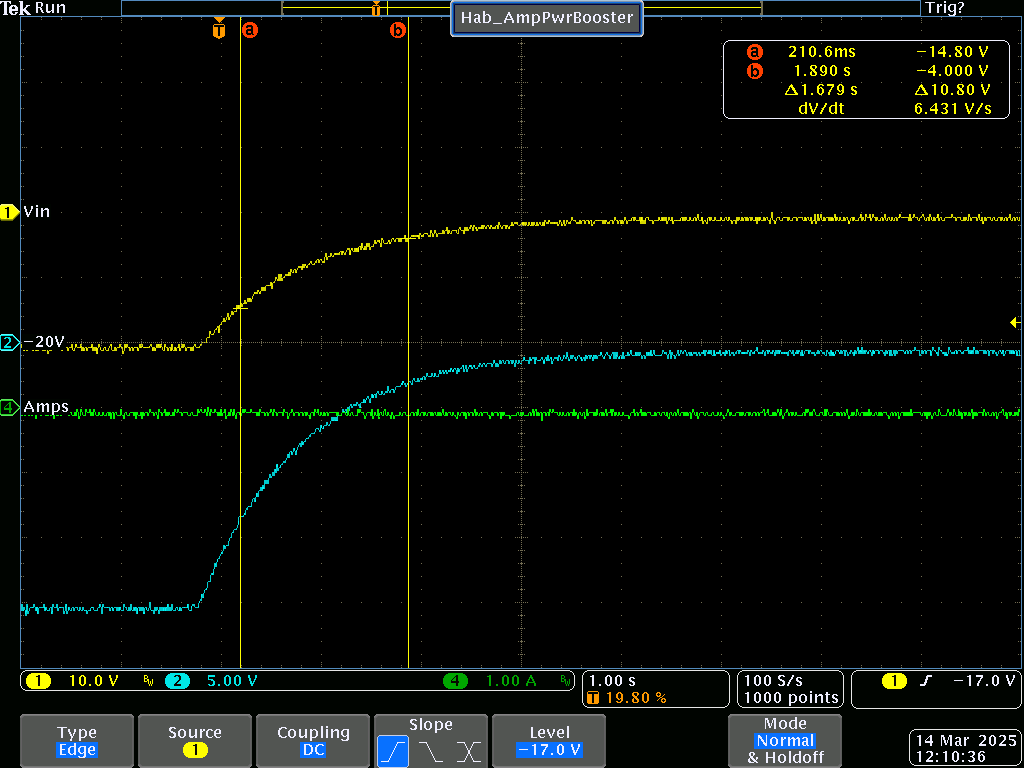 Tek Run
Hab_AmpPwrBooster
Trig?
T
a
b
a 210.6ms −14.80 V
b 1.890 s −4.000 V
Δ1.679 s Δ10.80 V
dV/dt 6.431 V/s
1 Vin
2 −20V
4 Amps
1 10.0 V BW 2 5.00 V 4 1.00 A BW
1.00 s
T 19.80 %
100 S/s
1000 points
1 −17.0 V
Type
Edge
Source
1
Coupling
DC
Slope
Level
−17.0 V
Mode
Normal
& Holdoff
14 Mar 2025
12:10:36